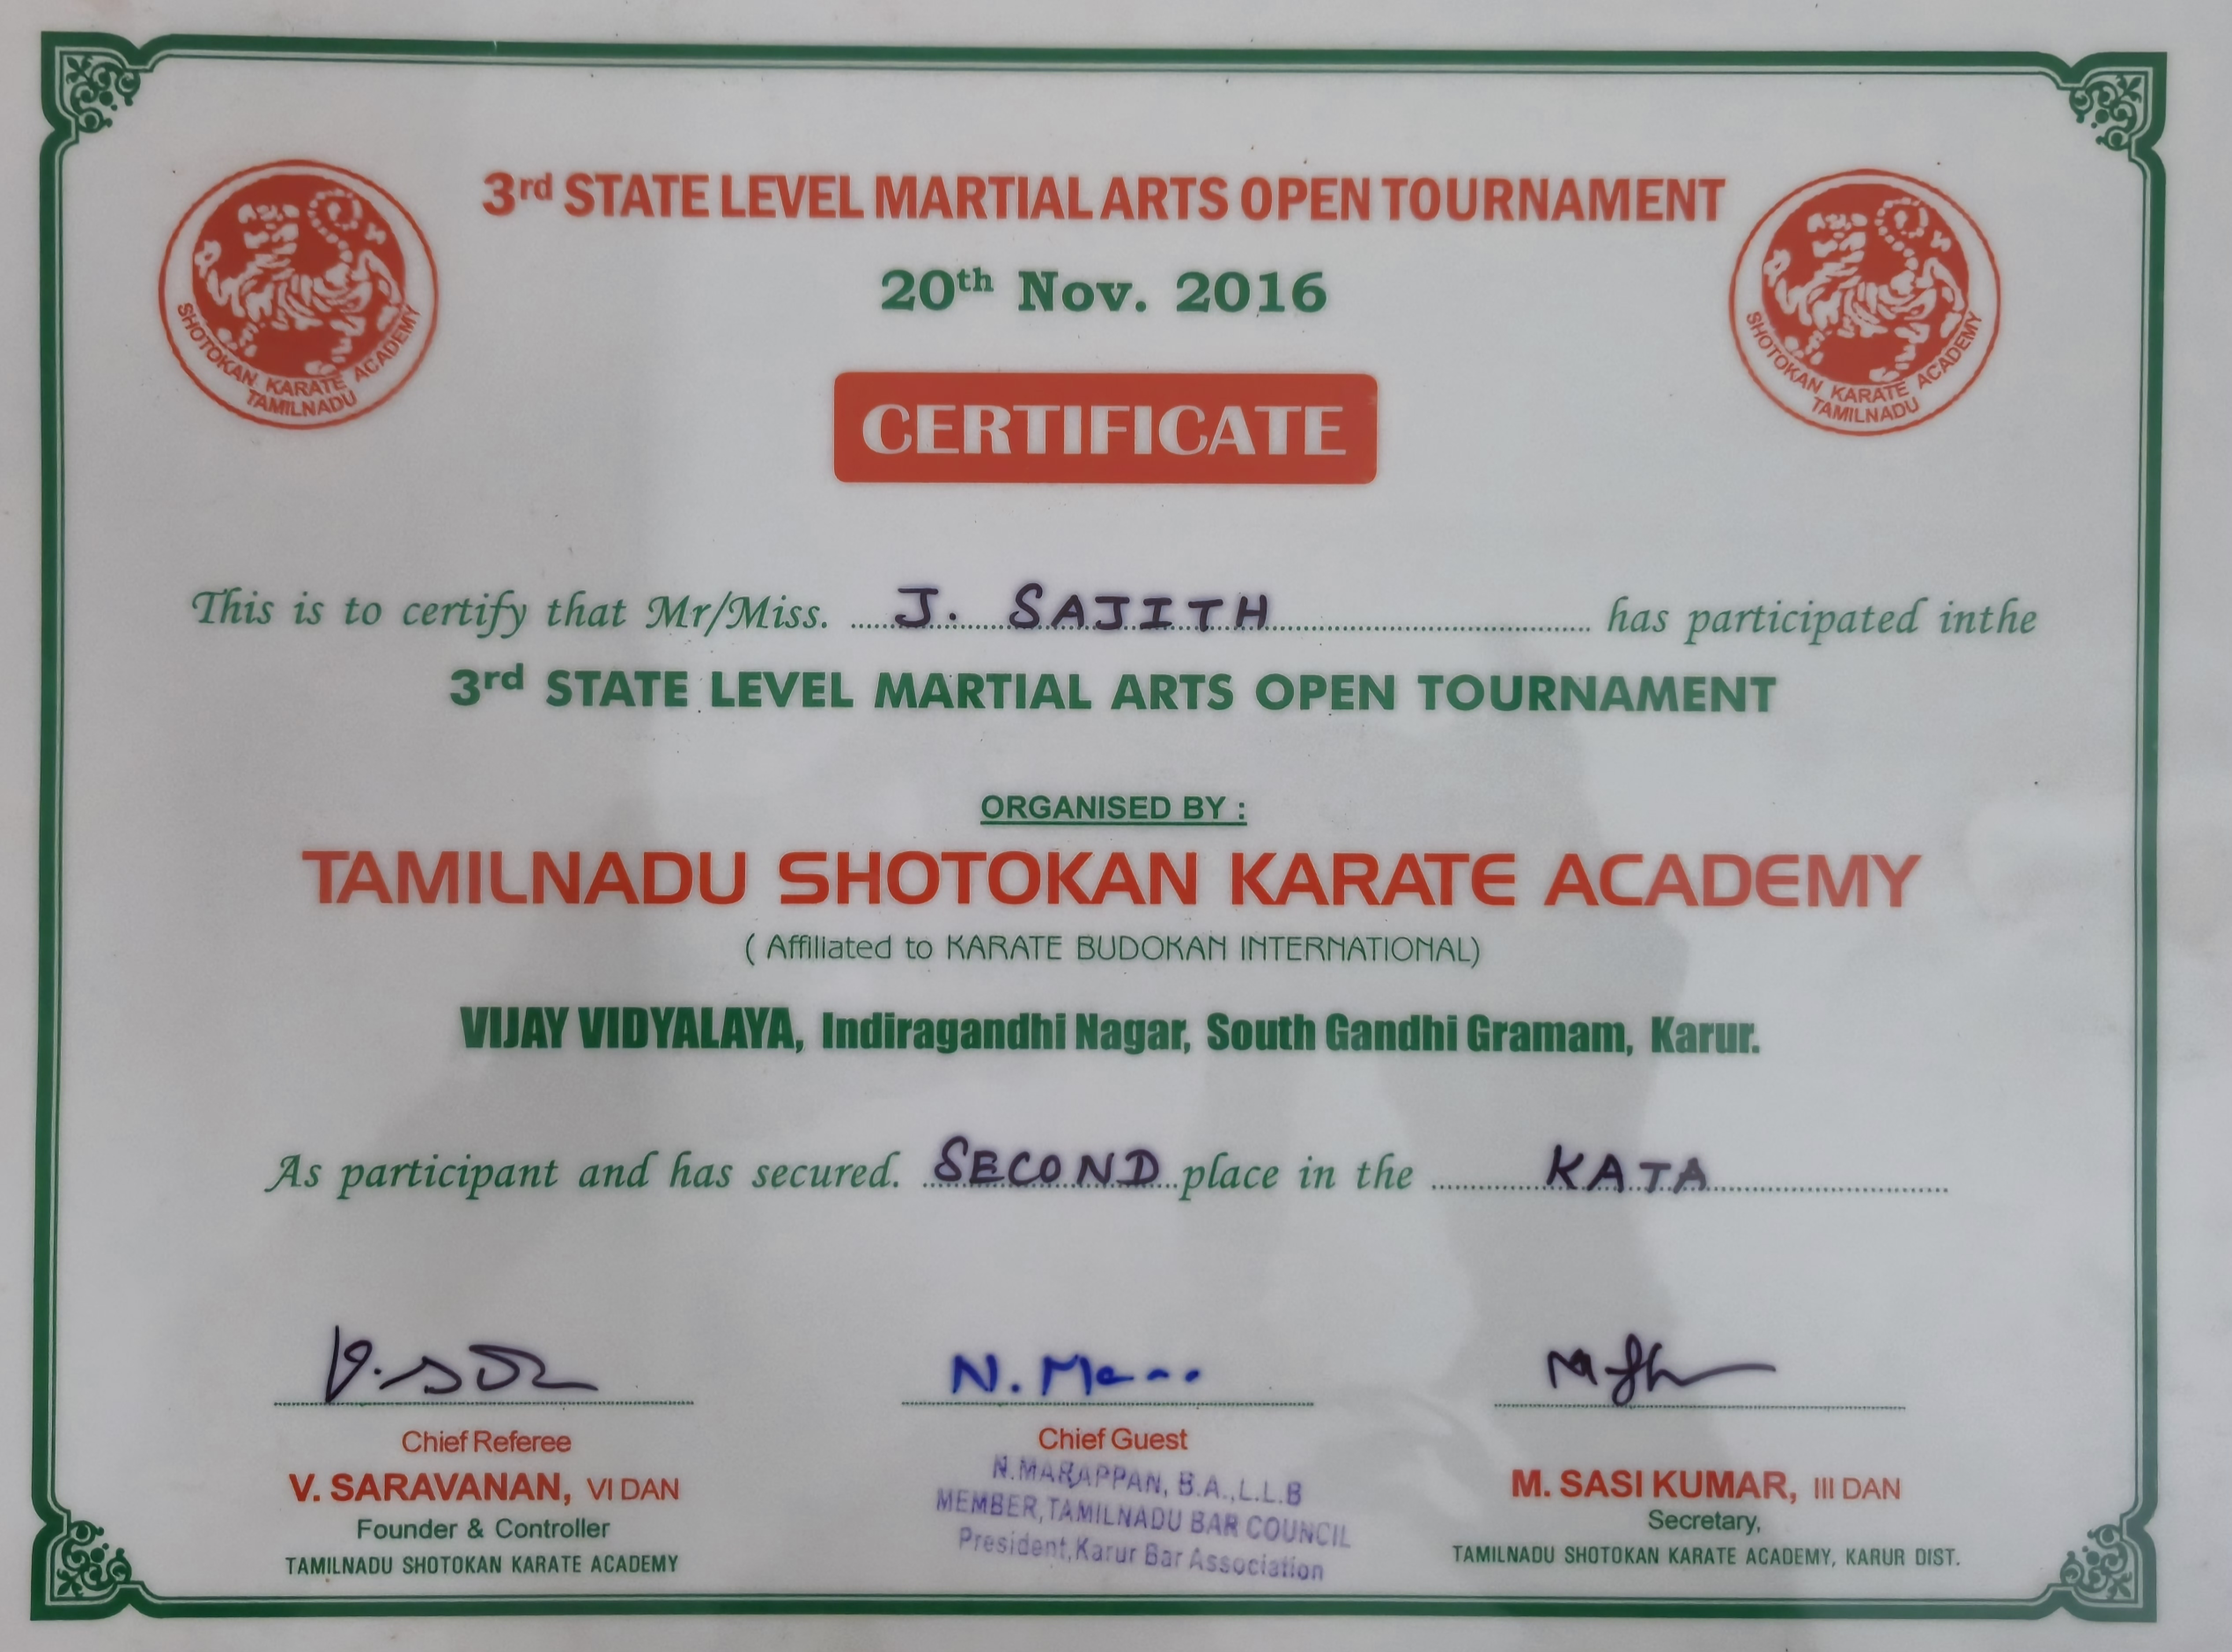 3rd STATE LEVEL MARTIAL ARTS OPEN TOURNAMENT
20th Nov. 2016
SHOTOKAN KARATE ACADEMY
TAMILNADU
SHOTOKAN KARATE ACADEMY
TAMILNADU
CERTIFICATE
This is to certify that Mr/Miss. J. SAJITH has participated inthe
3rd STATE LEVEL MARTIAL ARTS OPEN TOURNAMENT
ORGANISED BY :
TAMILNADU SHOTOKAN KARATE ACADEMY
( Affiliated to KARATE BUDOKAN INTERNATIONAL)
VIJAY VIDYALAYA, Indiragandhi Nagar, South Gandhi Gramam, Karur.
As participant and has secured. SECOND place in the KATA
Chief Referee
V. SARAVANAN, VI DAN
Founder & Controller
TAMILNADU SHOTOKAN KARATE ACADEMY
N.
Chief Guest
N.MARAPPAN, B.A.,L.L.B
MEMBER,TAMILNADU BAR COUNCIL
President,Karur Bar Association
M. SASI KUMAR, III DAN
Secretary,
TAMILNADU SHOTOKAN KARATE ACADEMY, KARUR DIST.